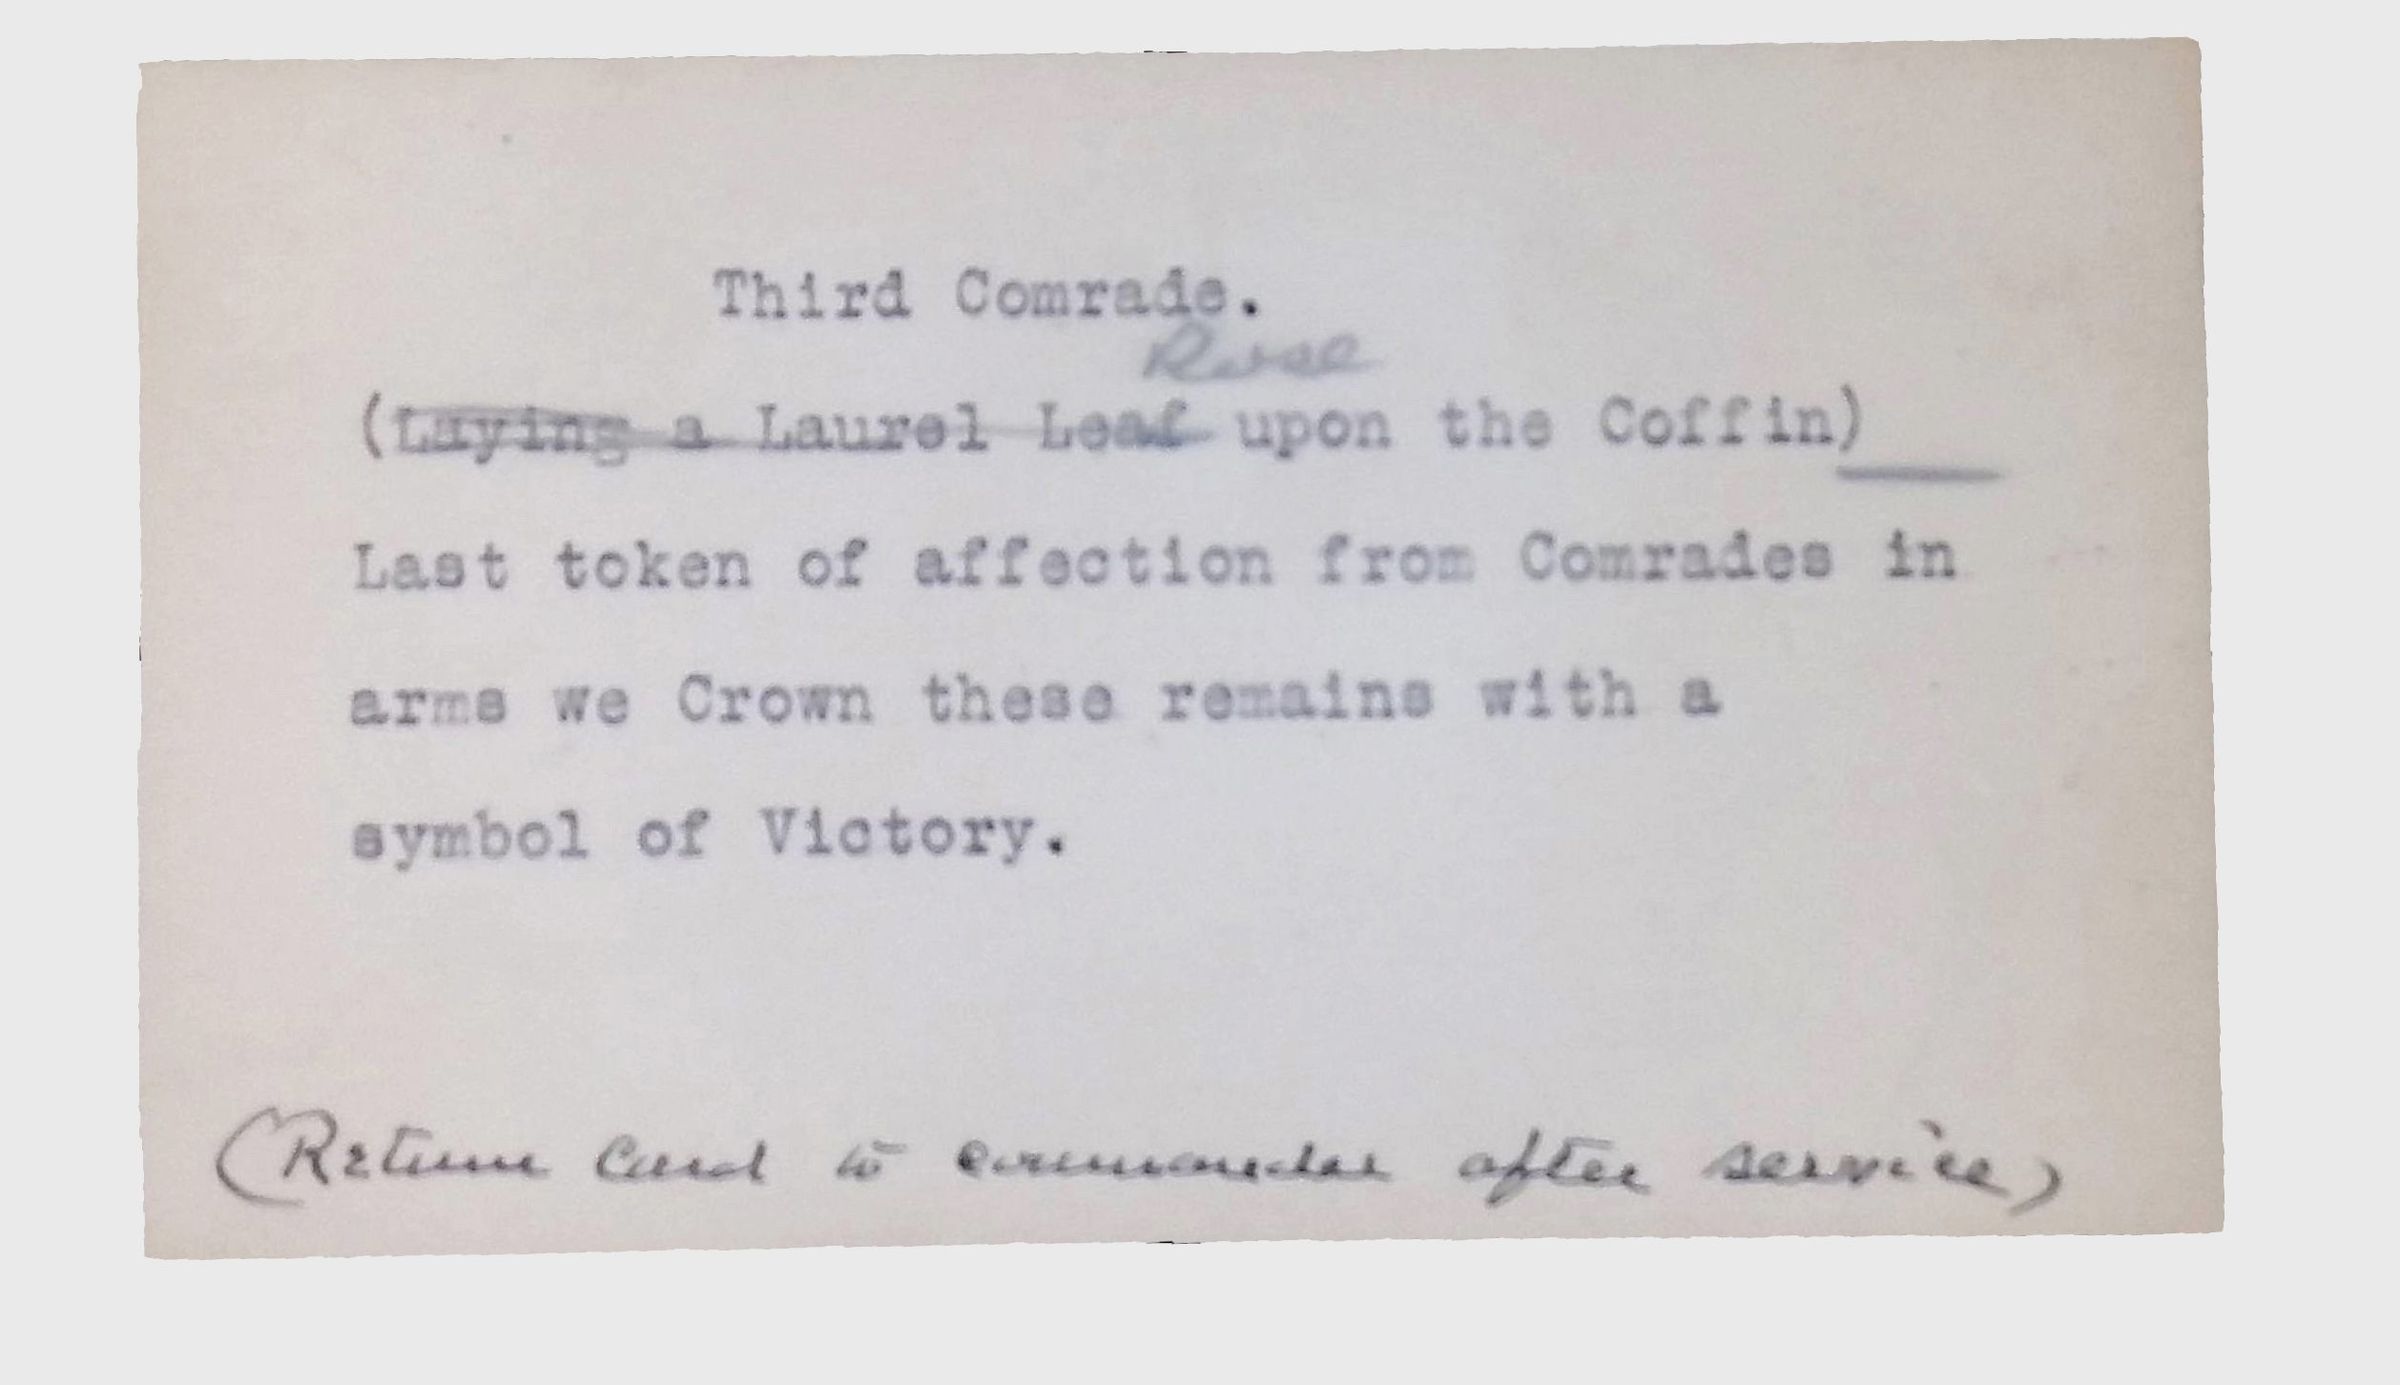 Third Comrade.
Rose
(Laying a Laurel Leaf upon the Coffin)
Last token of affection from Comrades in
arms we Crown these remains with a
symbol of Victory.
(Return Card to commander after service)